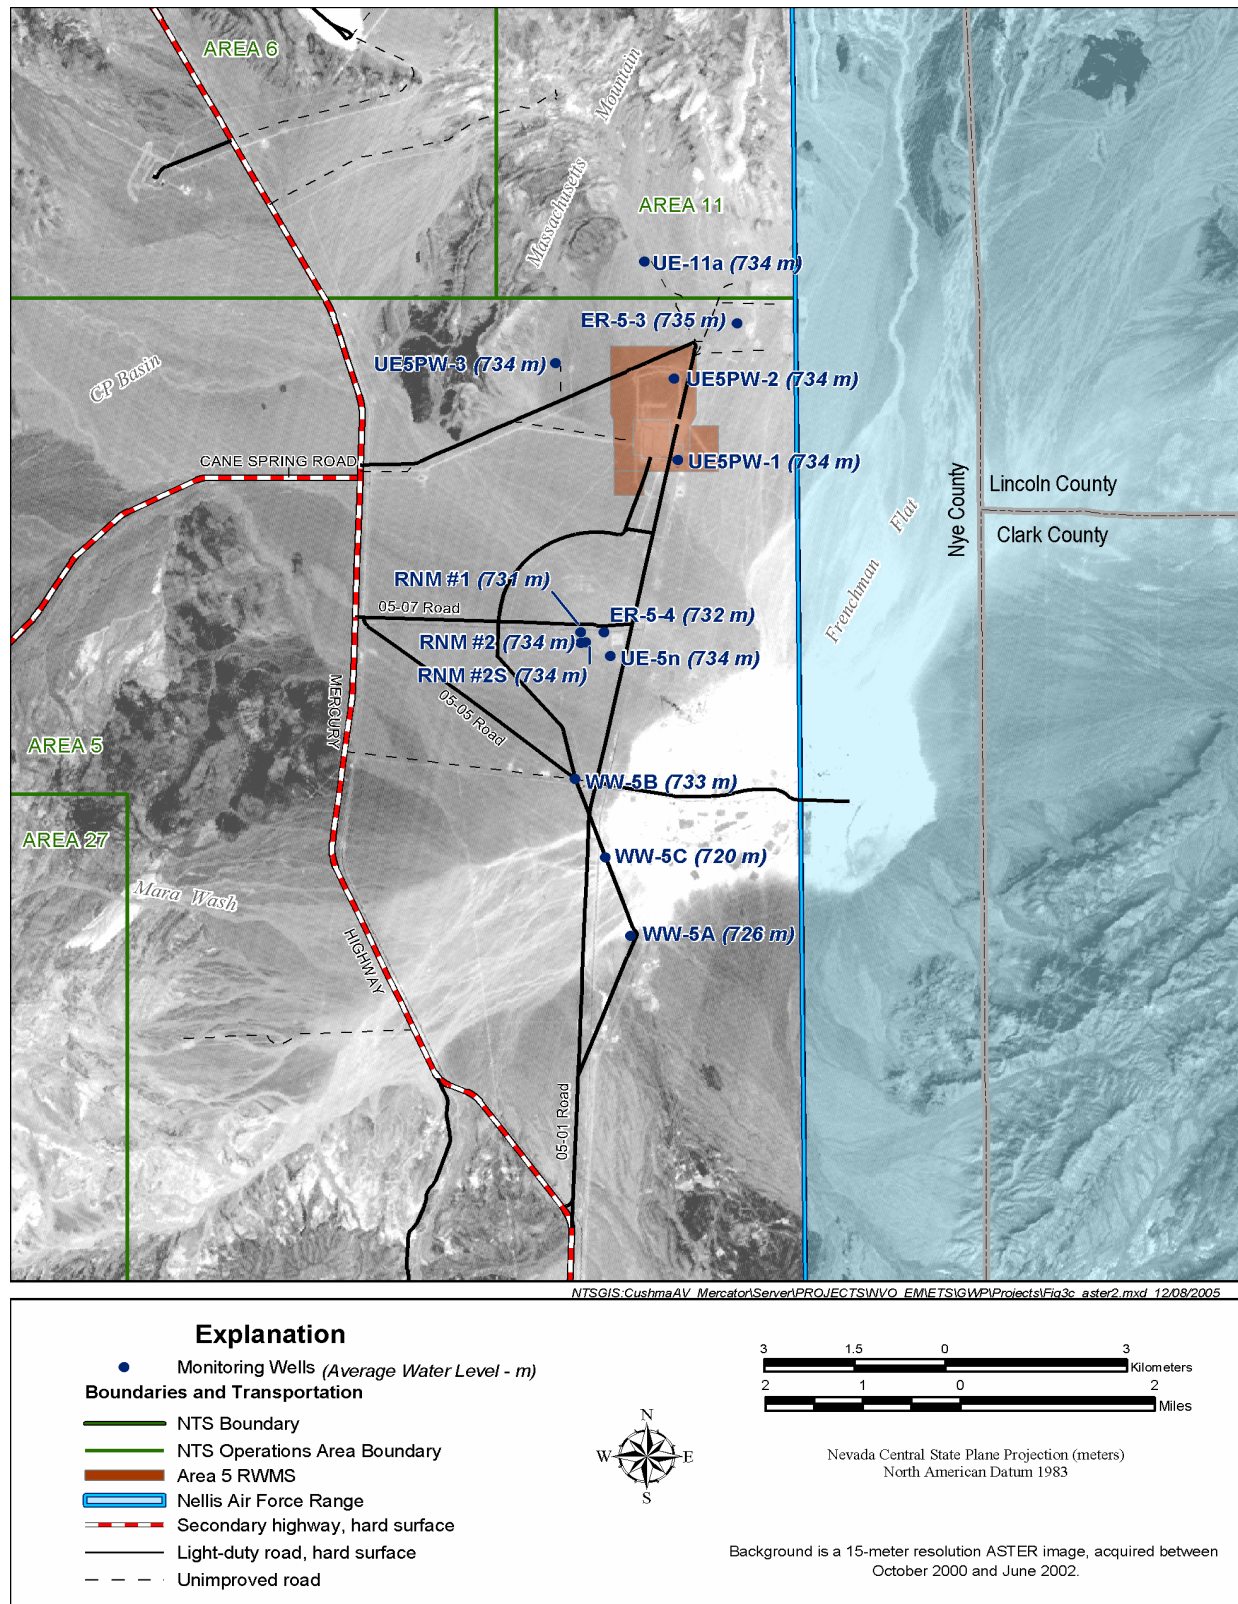 AREA 6
Massachusetts Mountain
AREA 11
UE-11a (734 m)
ER-5-3 (735 m)
UE5PW-3 (734 m)
UE5PW-2 (734 m)
CP Basin
CANE SPRING ROAD
UE5PW-1 (734 m)
Nye County
Lincoln County
Clark County
Frenchman Flat
RNM #1 (731 m)
05-07 Road
ER-5-4 (732 m)
RNM #2 (734 m)
UE-5n (734 m)
RNM #2S (734 m)
05-05 Road
MERCURY
AREA 5
WW-5B (733 m)
AREA 27
WW-5C (720 m)
Mara Wash
WW-5A (726 m)
HIGHWAY
05-01 Road
NTSGIS:CushmaAV_Mercator\Server\PROJECTS\NVO_EM\ETS\GWP\Projects\Fig3c_aster2.mxd 12/08/2005
Explanation
Monitoring Wells (Average Water Level - m)
Boundaries and Transportation
NTS Boundary
NTS Operations Area Boundary
Area 5 RWMS
Nellis Air Force Range
Secondary highway, hard surface
Light-duty road, hard surface
Unimproved road
N
W E
S
3 1.5 0 3
Kilometers
2 1 0 2
Miles
Nevada Central State Plane Projection (meters)
North American Datum 1983
Background is a 15-meter resolution ASTER image, acquired between
October 2000 and June 2002.